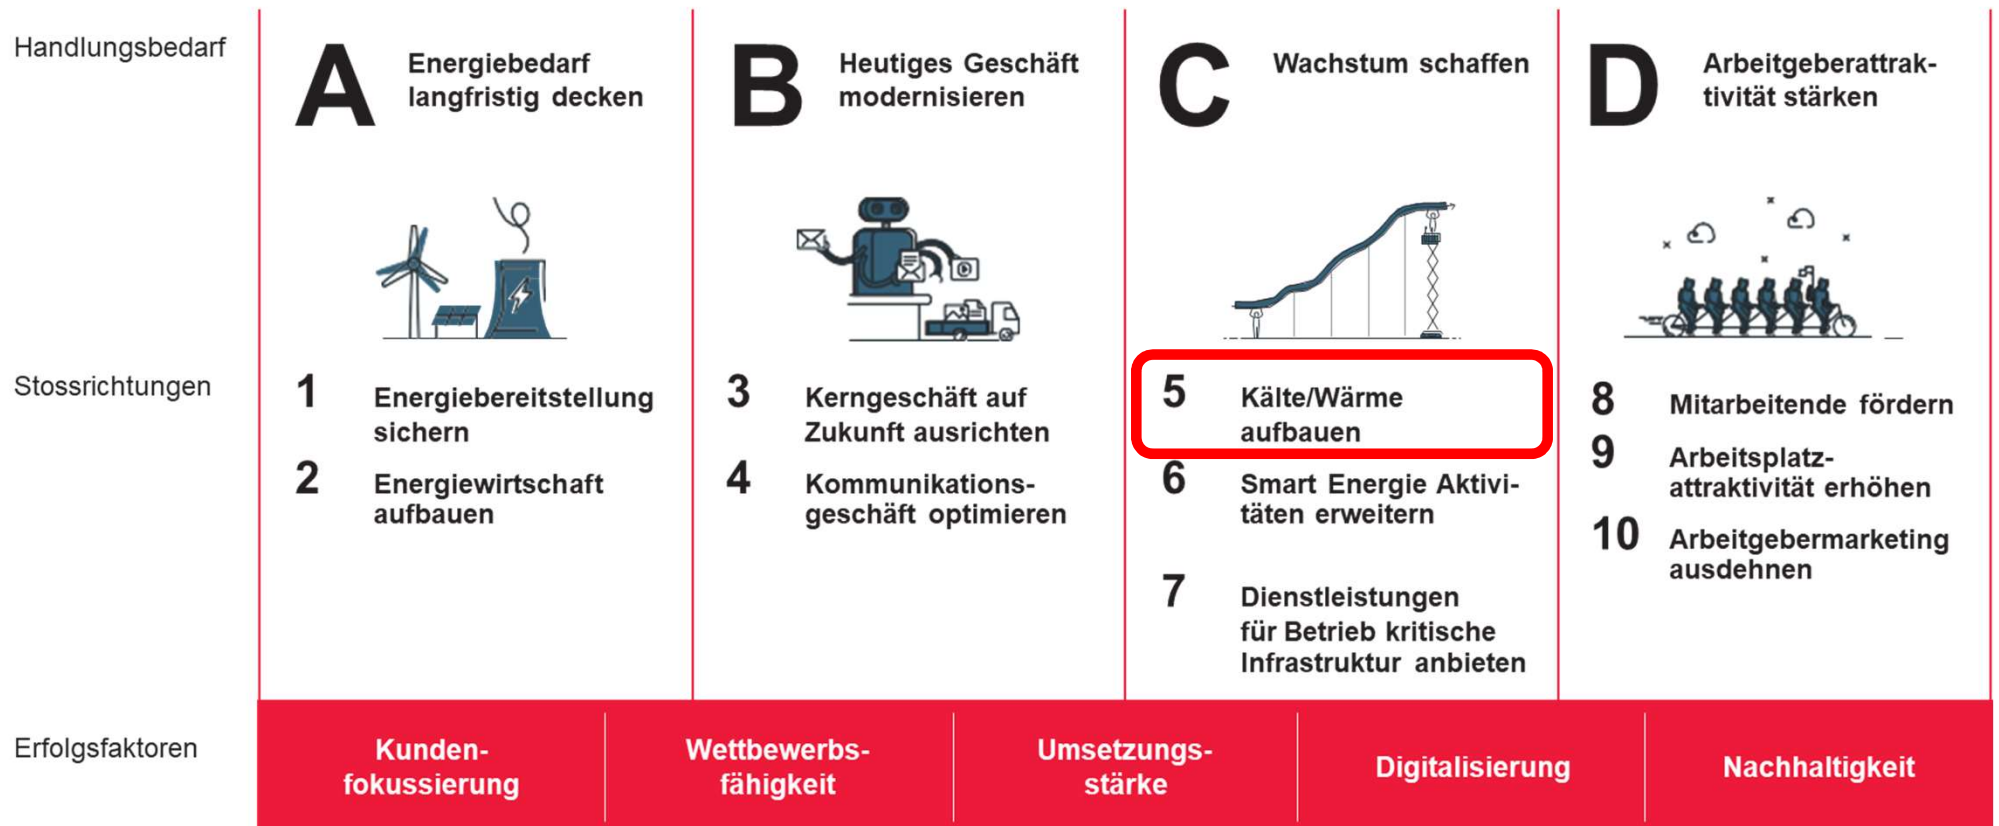 Handlungsbedarf
A
Energiebedarf
langfristig decken
B
Heutiges Geschäft
modernisieren
C
Wachstum schaffen
D
Arbeitgeberattrak-
tivität stärken
Stossrichtungen
1 Energiebereitstellung
sichern
2 Energiewirtschaft
aufbauen
3 Kerngeschäft auf
Zukunft ausrichten
4 Kommunikations-
geschäft optimieren
5 Kälte/Wärme
aufbauen
6 Smart Energie Aktivi-
täten erweitern
7 Dienstleistungen
für Betrieb kritische
Infrastruktur anbieten
8 Mitarbeitende fördern
9 Arbeitsplatz-
attraktivität erhöhen
10 Arbeitgebermarketing
ausdehnen
Erfolgsfaktoren
Kunden-
fokussierung
Wettbewerbs-
fähigkeit
Umsetzungs-
stärke
Digitalisierung
Nachhaltigkeit